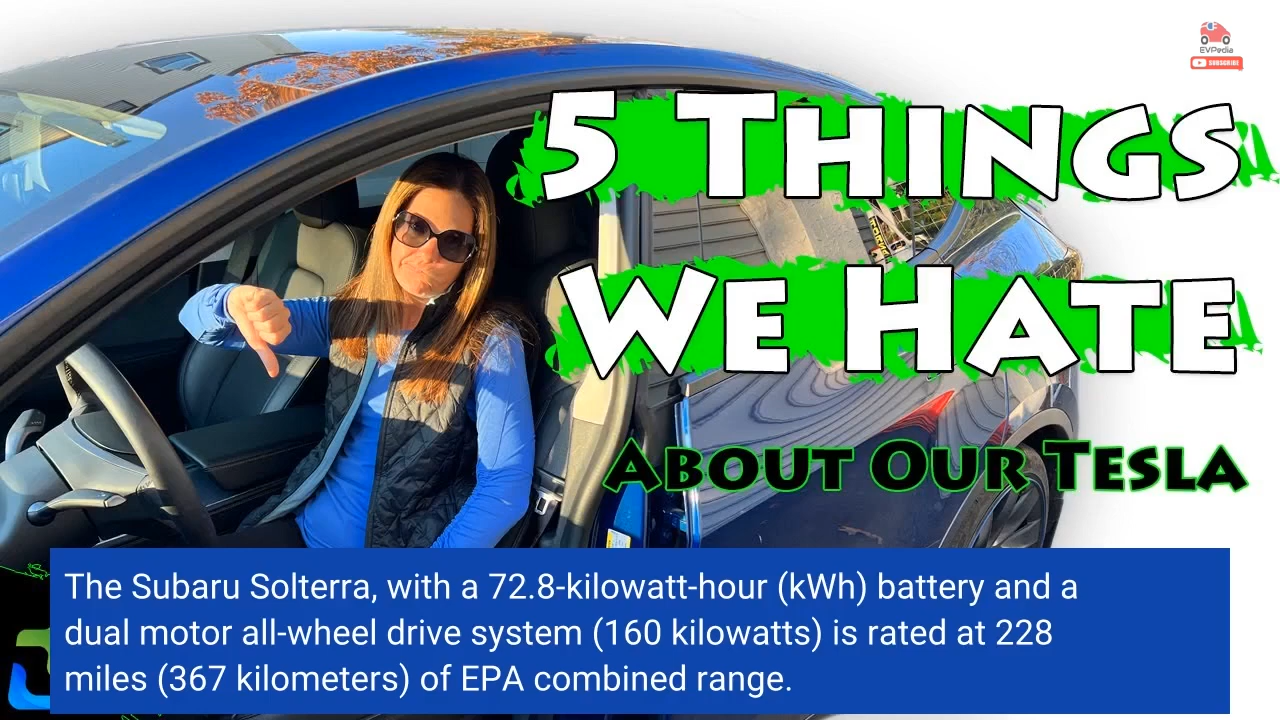 EVPedia
SUBSCRIBE
5 THINGS
WE HATE
ABOUT OUR TESLA
The Subaru Solterra, with a 72.8-kilowatt-hour (kWh) battery and a
dual motor all-wheel drive system (160 kilowatts) is rated at 228
miles (367 kilometers) of EPA combined range.